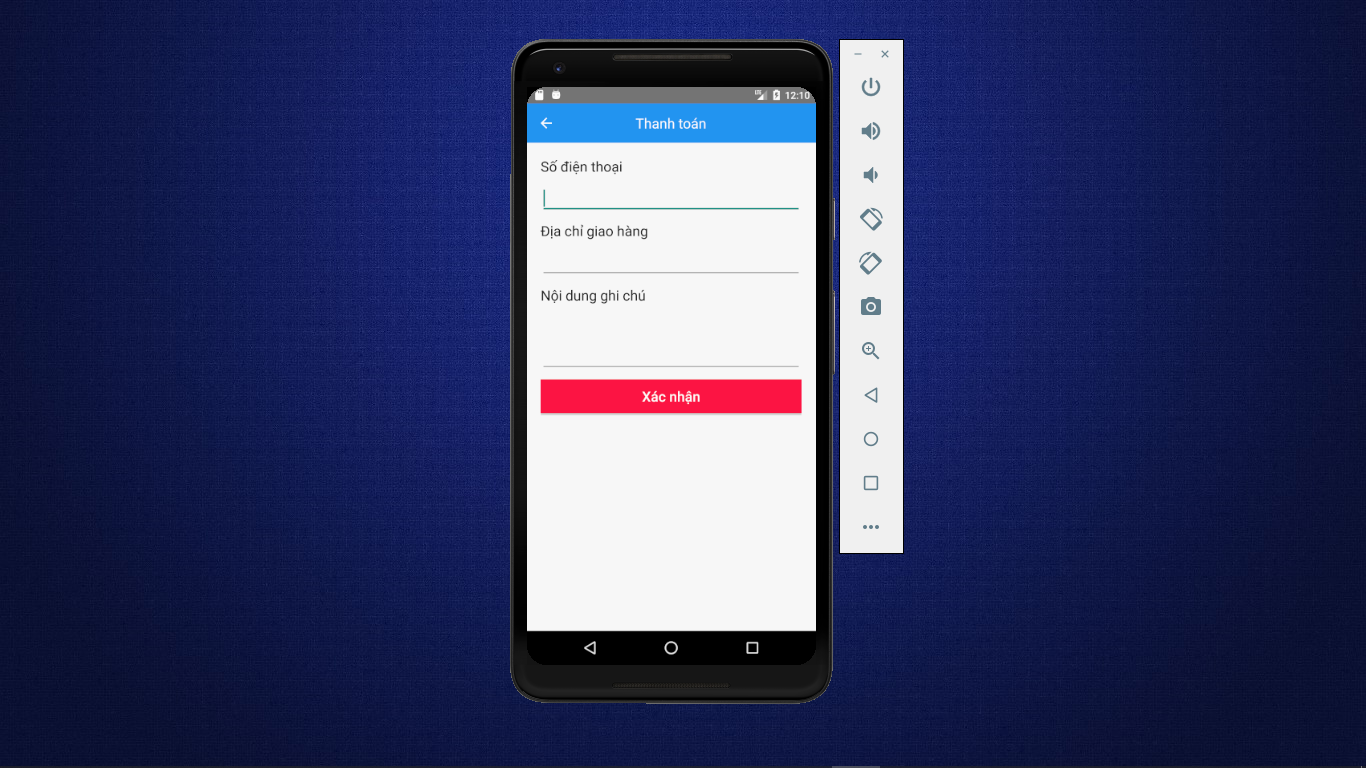 12:10
Thanh toán
Số điện thoại
Địa chỉ giao hàng
Nội dung ghi chú
Xác nhận